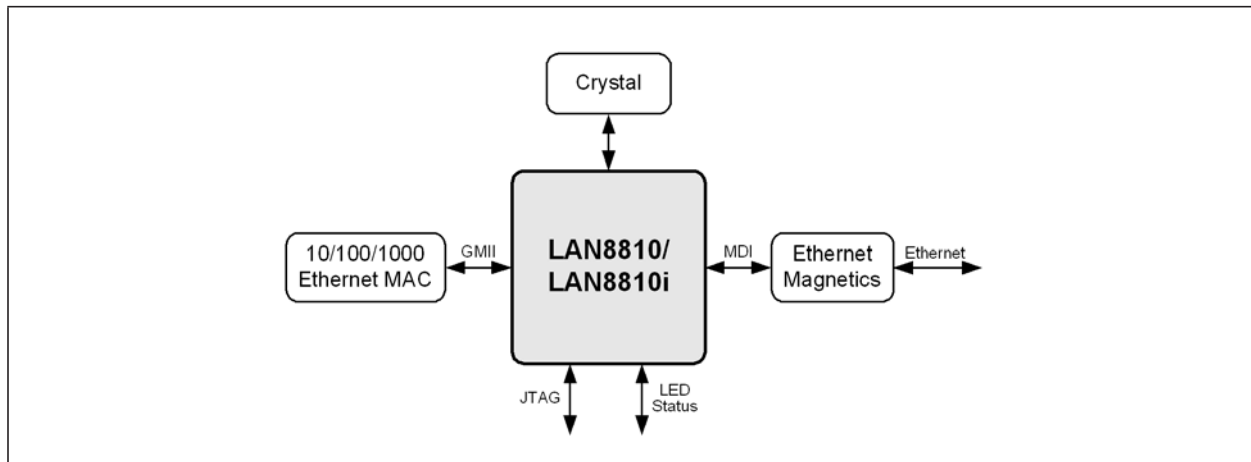 Crystal
10/100/1000
Ethernet MAC
GMII
LAN8810/
LAN8810i
MDI
Ethernet
Magnetics
Ethernet
JTAG
LED
Status